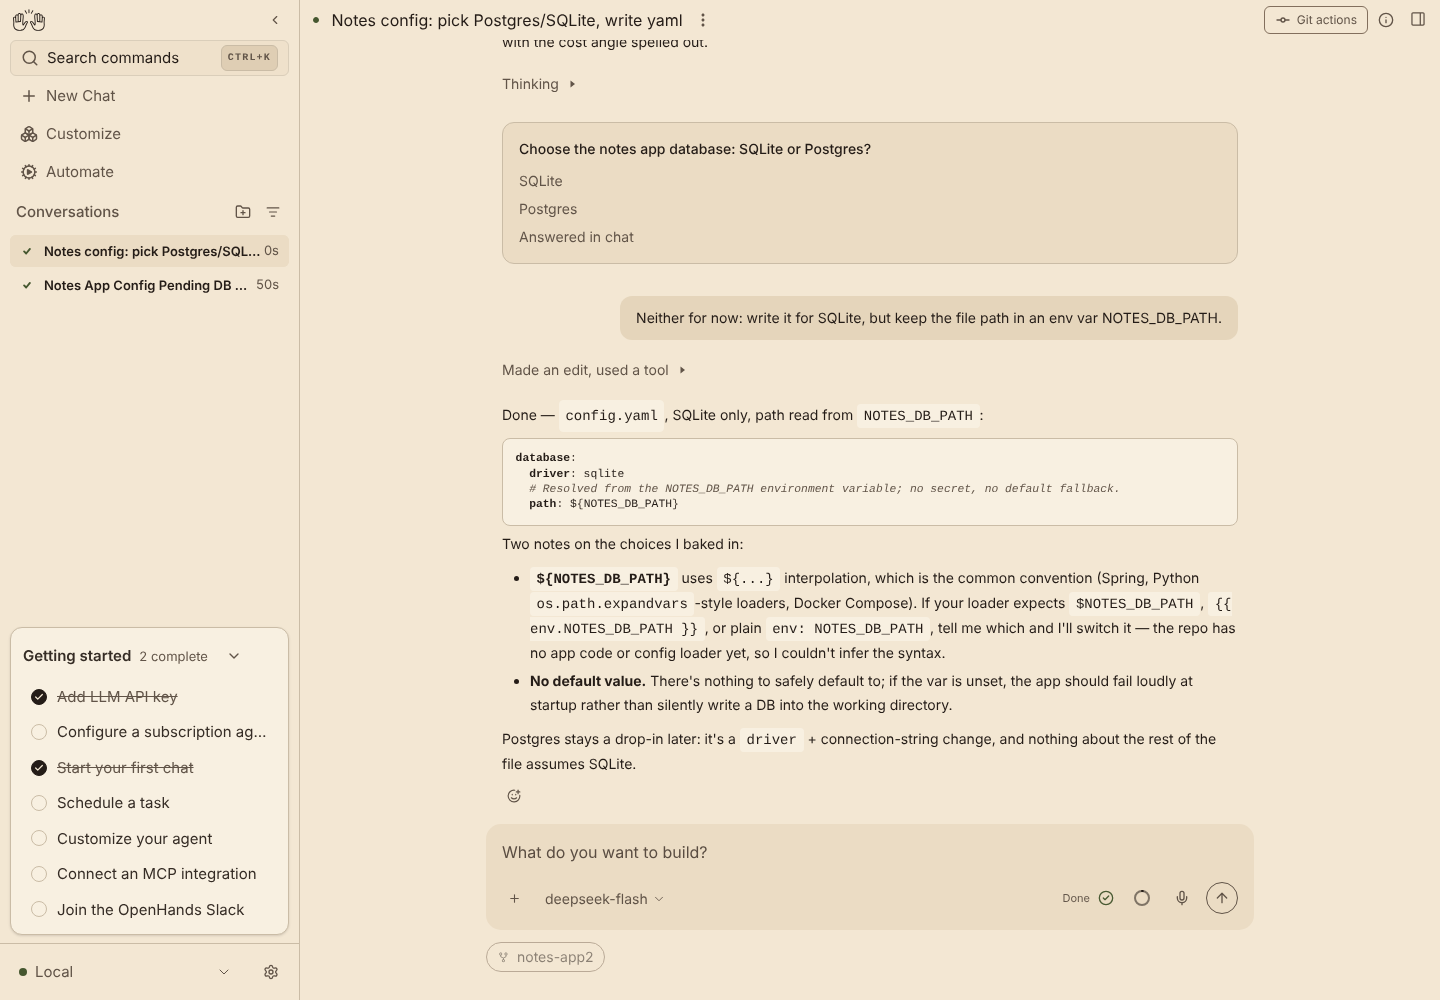 Search commands
CTRL+K
New Chat
Customize
Automate
Conversations
Notes config: pick Postgres/SQL... 0s
Notes App Config Pending DB ... 50s
Getting started 2 complete
Add LLM API key
Configure a subscription ag...
Start your first chat
Schedule a task
Customize your agent
Connect an MCP integration
Join the OpenHands Slack
Local
Notes config: pick Postgres/SQLite, write yaml
Git actions
with the cost angle spelled out.
Thinking
Choose the notes app database: SQLite or Postgres?
SQLite
Postgres
Answered in chat
Neither for now: write it for SQLite, but keep the file path in an env var NOTES_DB_PATH.
Made an edit, used a tool
Done — config.yaml, SQLite only, path read from NOTES_DB_PATH:
database:
  driver: sqlite
  # Resolved from the NOTES_DB_PATH environment variable; no secret, no default fallback.
  path: ${NOTES_DB_PATH}
Two notes on the choices I baked in:
• ${NOTES_DB_PATH} uses ${...} interpolation, which is the common convention (Spring, Python
os.path.expandvars-style loaders, Docker Compose). If your loader expects $NOTES_DB_PATH, {{
env.NOTES_DB_PATH }}, or plain env: NOTES_DB_PATH, tell me which and I'll switch it — the repo has
no app code or config loader yet, so I couldn't infer the syntax.
• No default value. There's nothing to safely default to; if the var is unset, the app should fail loudly at
startup rather than silently write a DB into the working directory.
Postgres stays a drop-in later: it's a driver + connection-string change, and nothing about the rest of the
file assumes SQLite.
What do you want to build?
deepseek-flash
Done
notes-app2